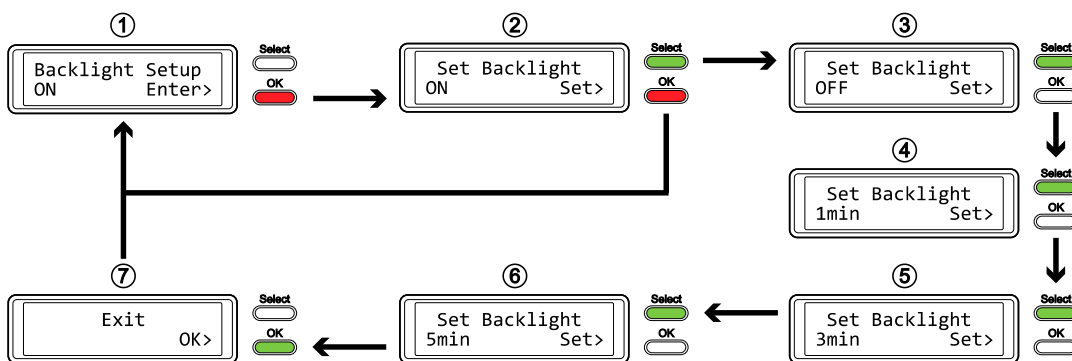 ①
Backlight Setup
ON Enter>
Select
OK
②
Set Backlight
ON Set>
Select
OK
③
Set Backlight
OFF Set>
Select
OK
④
Set Backlight
1min Set>
Select
OK
⑤
Set Backlight
3min Set>
Select
OK
⑥
Set Backlight
5min Set>
Select
OK
⑦
Exit
OK>
Select
OK